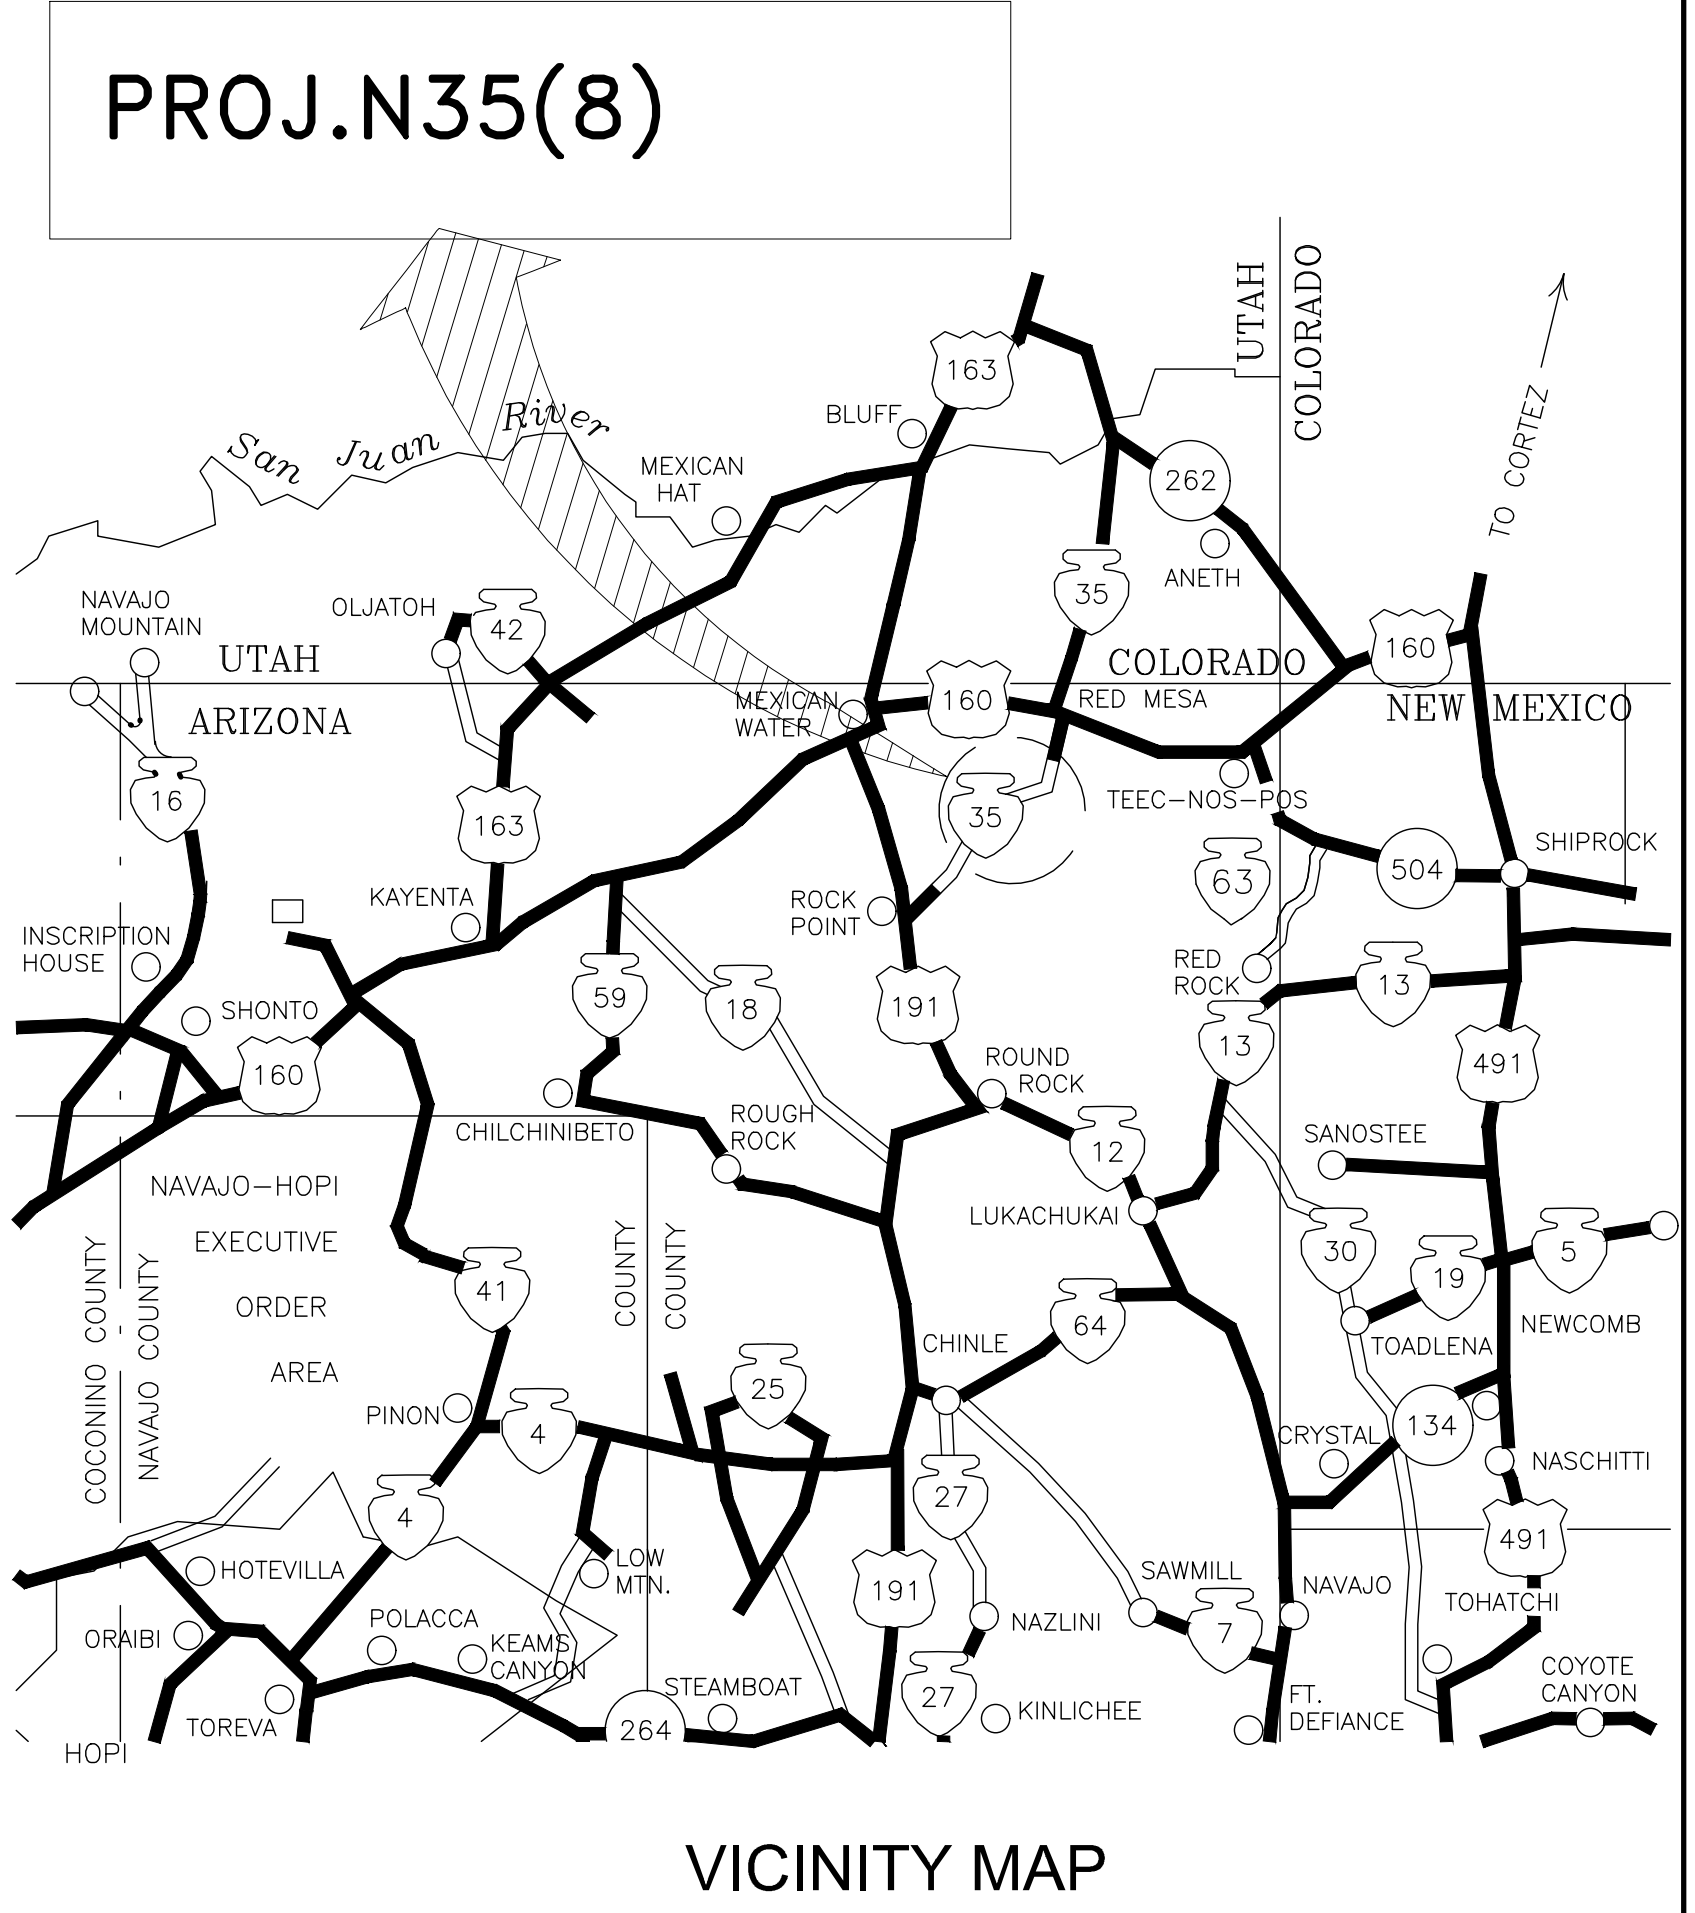 PROJ.N35(8)
UTAH
COLORADO
TO CORTEZ
163
BLUFF
San Juan River
MEXICAN
HAT
262
ANETH
35
NAVAJO
MOUNTAIN
OLJATOH
42
UTAH
COLORADO
160
ARIZONA
MEXICAN
WATER
160
RED MESA
NEW MEXICO
16
163
35
TEEC-NOS-POS
SHIPROCK
504
63
KAYENTA
ROCK
POINT
INSCRIPTION
HOUSE
RED
ROCK
13
59
18
191
SHONTO
13
491
160
ROUND
ROCK
CHILCHINIBETO
ROUGH
ROCK
12
SANOSTEE
NAVAJO-HOPI
EXECUTIVE
ORDER
AREA
LUKACHUKAI
COCONINO COUNTY
NAVAJO COUNTY
COUNTY
COUNTY
30
19
5
41
64
NEWCOMB
TOADLENA
CHINLE
25
PINON
4
134
CRYSTAL
NASCHITTI
27
4
491
HOTEVILLA
LOW
MTN.
191
SAWMILL
NAVAJO
TOHATCHI
ORAIBI
POLACCA
KEAMS
CANYON
NAZLINI
7
COYOTE
CANYON
STEAMBOAT
27
KINLICHEE
FT.
DEFIANCE
TOREVA
264
HOPI
VICINITY MAP